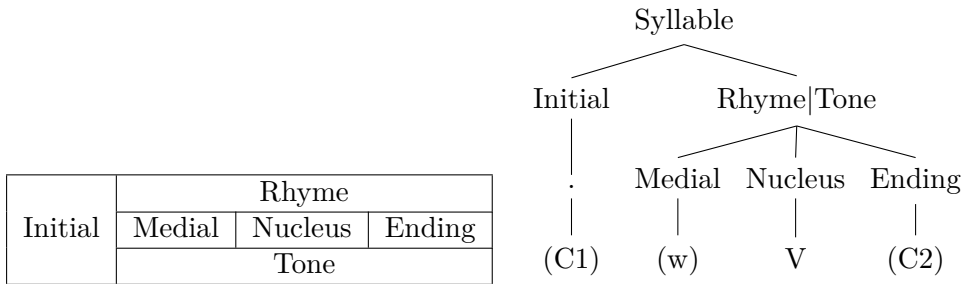 Rhyme
Initial Medial Nucleus Ending
Tone
Syllable
Initial Rhyme|Tone
. Medial Nucleus Ending
(C1) (w) V (C2)